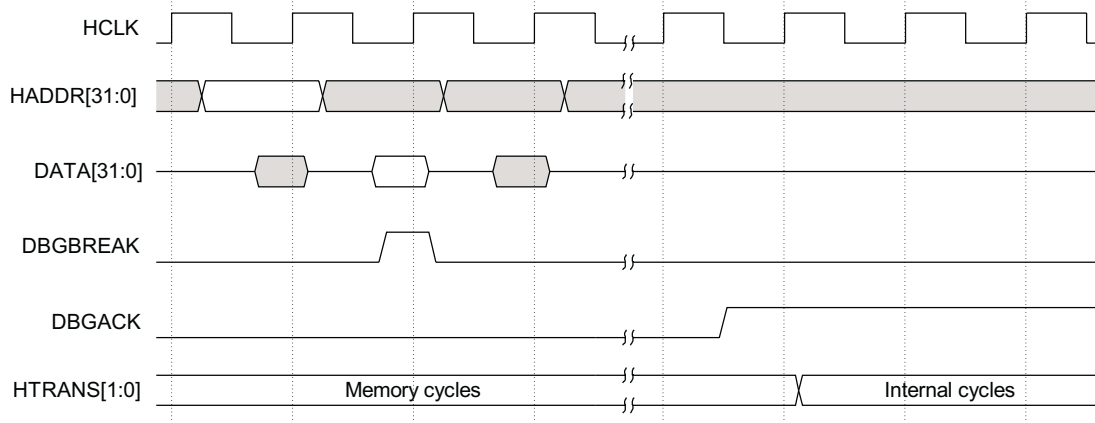 HCLK
HADDR[31:0]
DATA[31:0]
DBGBREAK
DBGACK
HTRANS[1:0] Memory cycles Internal cycles